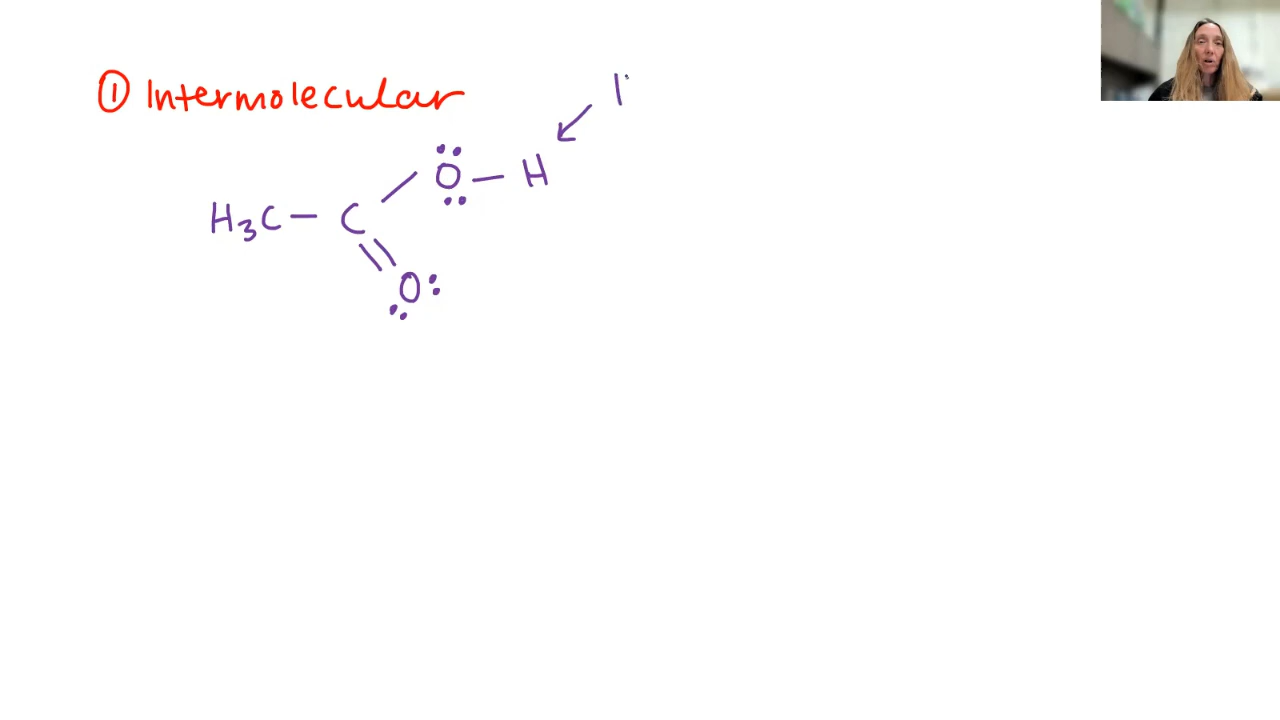 ① Intermolecular
O — H
H₃C — C
O